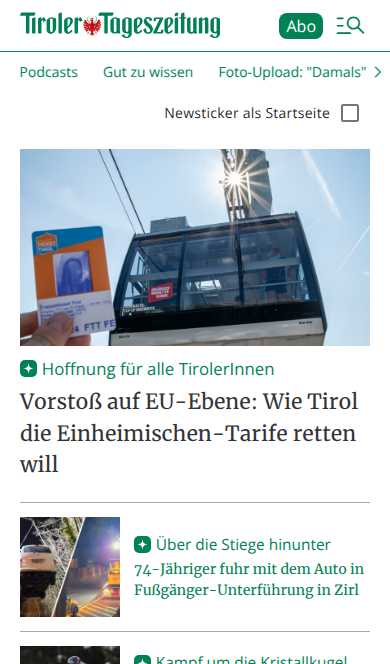 Tiroler Tageszeitung
Abo
Podcasts Gut zu wissen Foto-Upload: "Damals"
Newsticker als Startseite
Hoffnung für alle TirolerInnen
Vorstoß auf EU-Ebene: Wie Tirol
die Einheimischen-Tarife retten
will
Über die Stiege hinunter
74-Jähriger fuhr mit dem Auto in
Fußgänger-Unterführung in Zirl
Kampf um die Kristallkugel